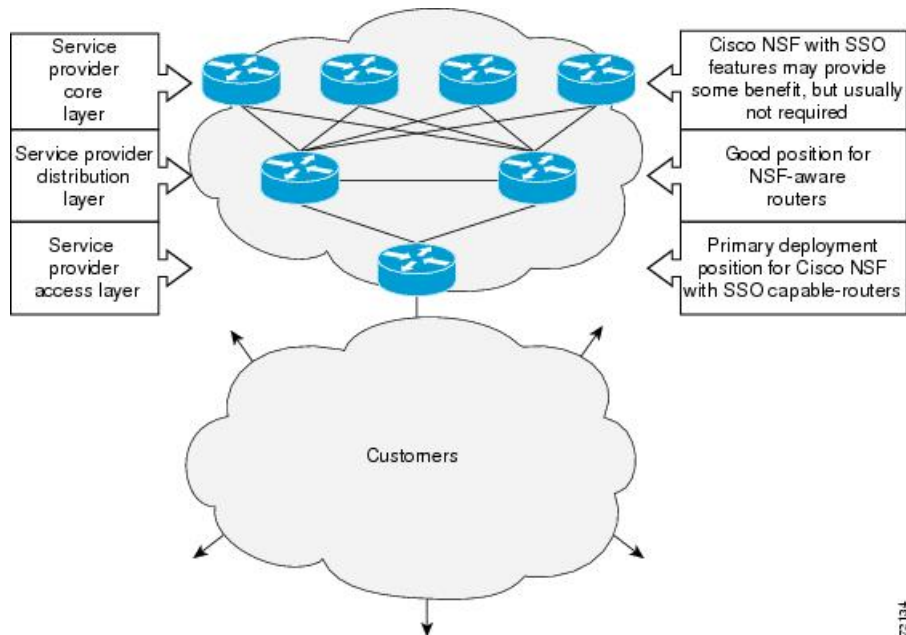 Service
provider
core
layer
Cisco NSF with SSO
features may provide
some benefit, but usually
not required
Service provider
distribution
layer
Good position for
NSF-aware
routers
Service
provider
access layer
Primary deployment
position for Cisco NSF
with SSO capable-routers
Customers
72134